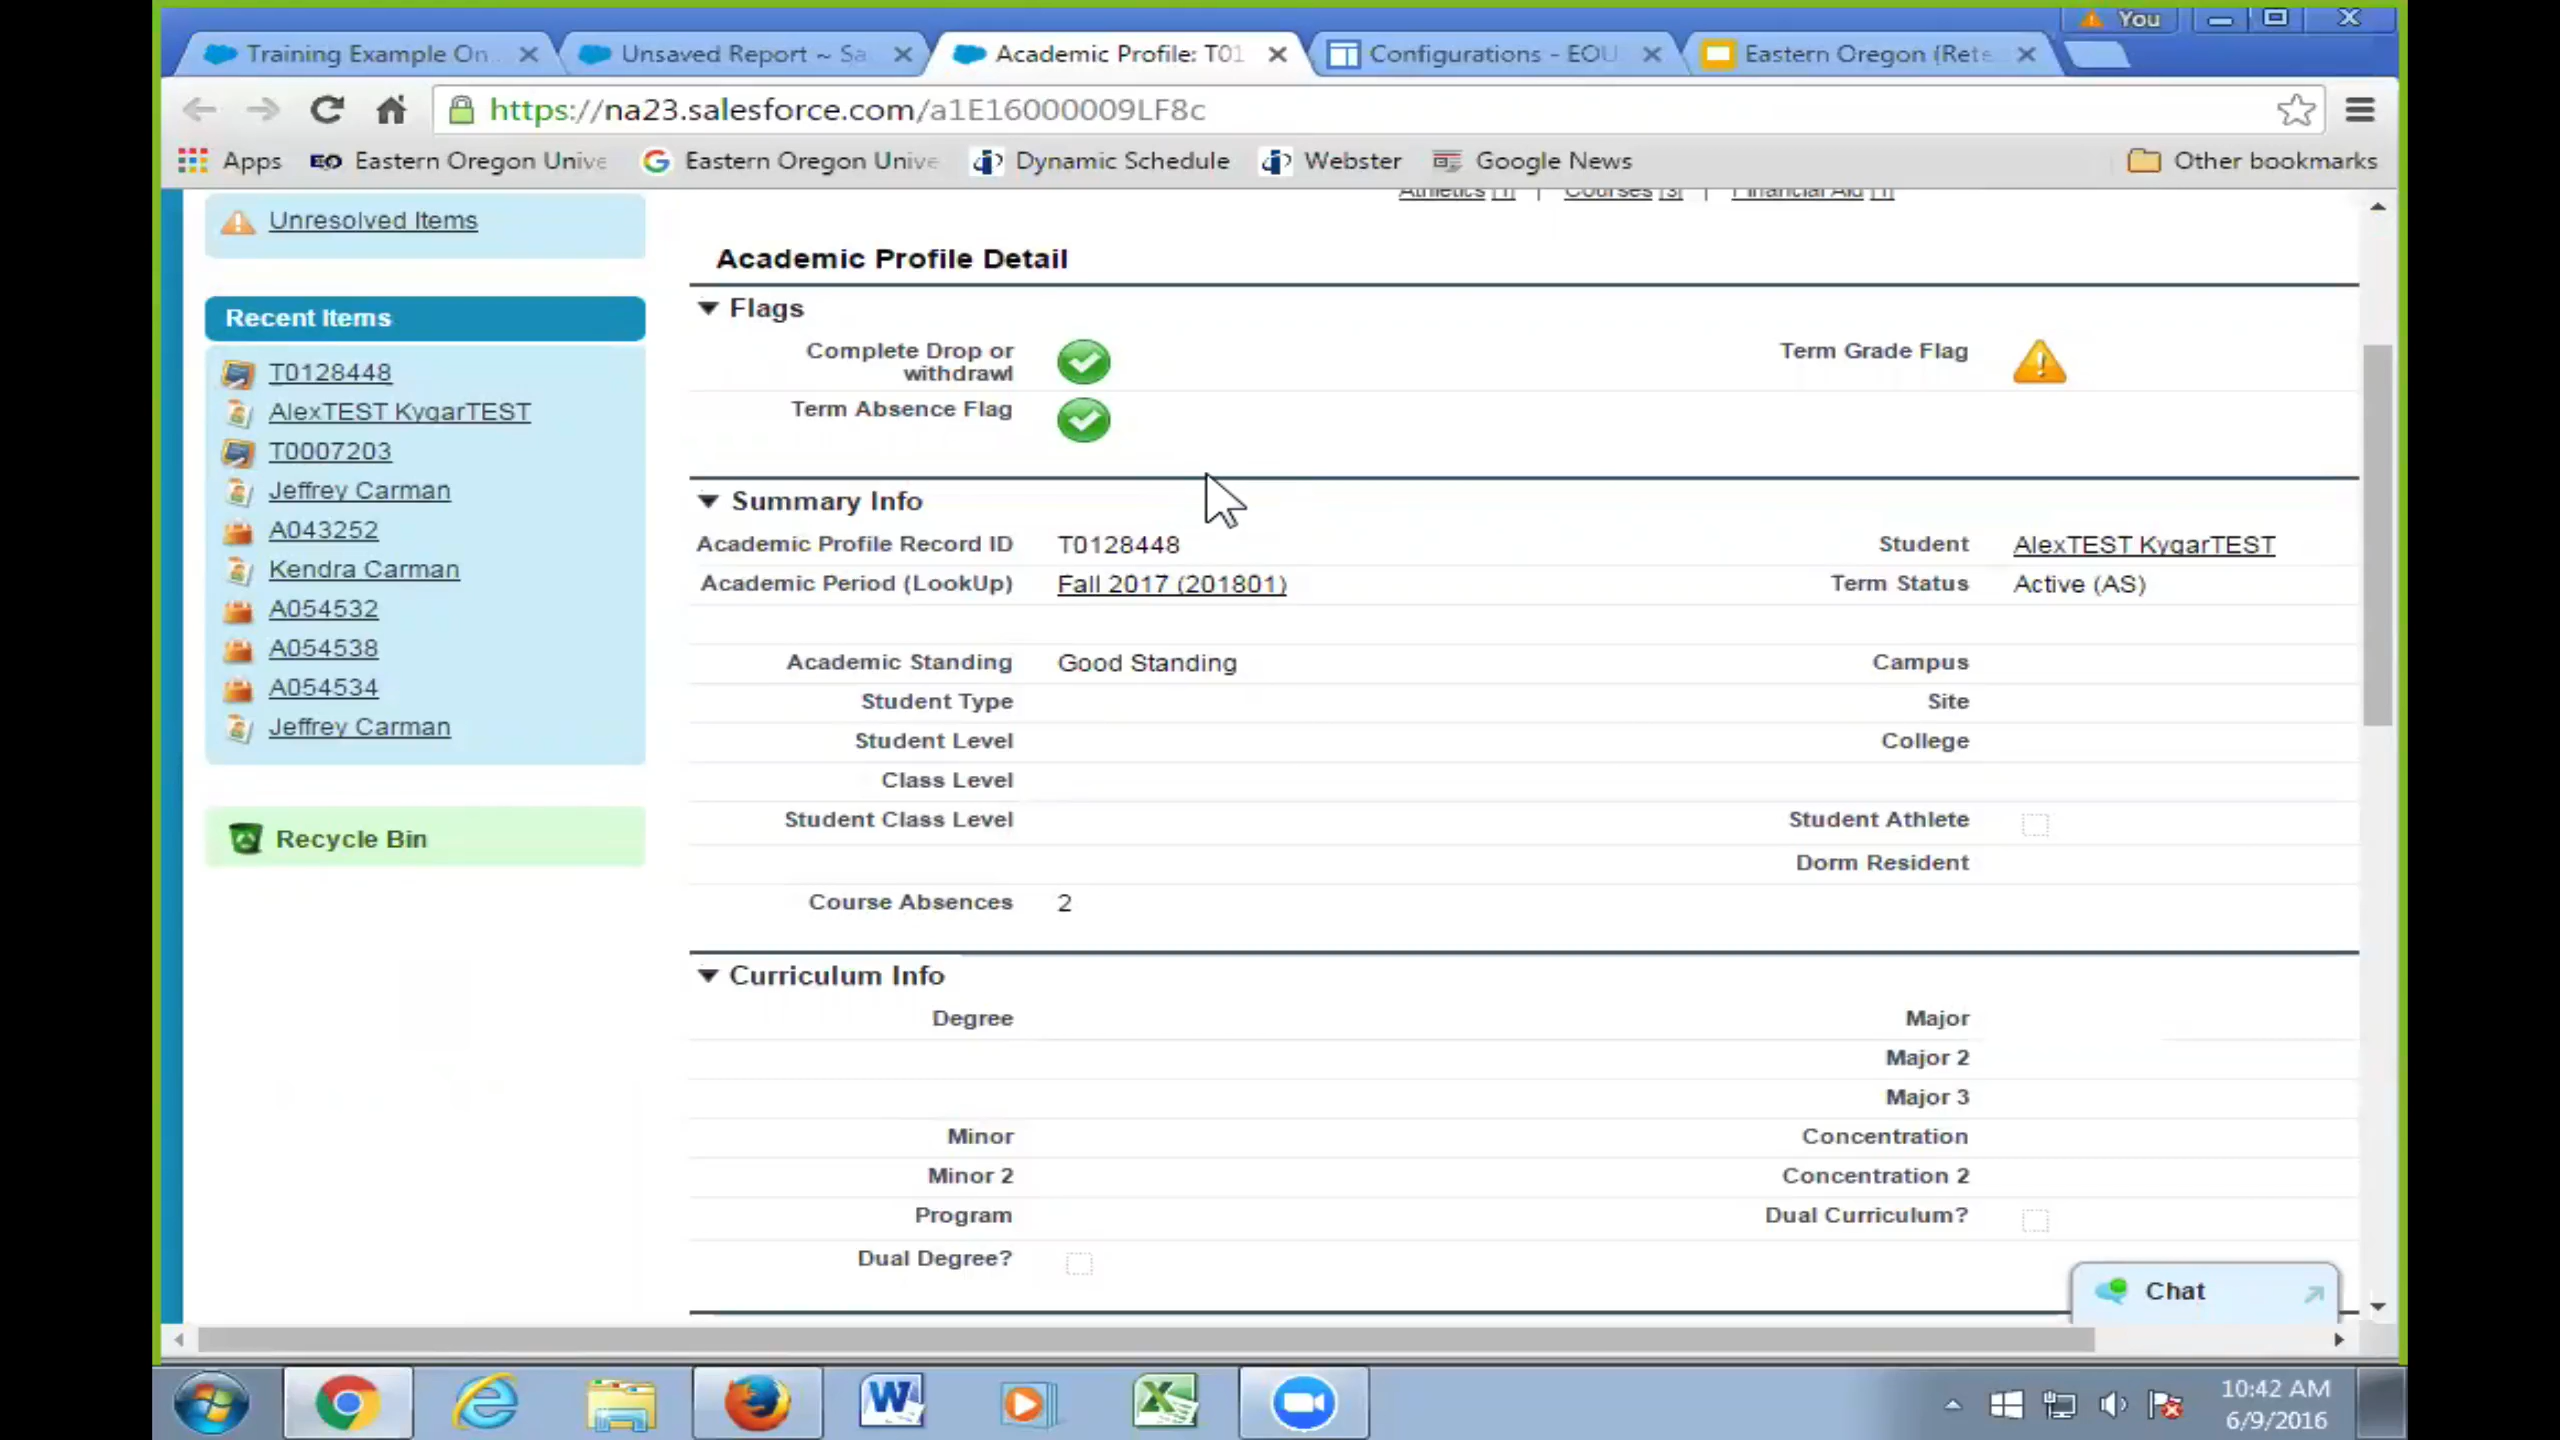 You
Training Example On
Unsaved Report ~ Sa
Academic Profile: T01
Configurations - EOU
Eastern Oregon (Rete
https://na23.salesforce.com/a1E16000009LF8c
Apps
Eastern Oregon Unive
Eastern Oregon Unive
Dynamic Schedule
Webster
Google News
Other bookmarks
Athletics [1] | Courses [3] | Financial Aid [1]
Unresolved Items
Recent Items
T0128448
AlexTEST KygarTEST
T0007203
Jeffrey Carman
A043252
Kendra Carman
A054532
A054538
A054534
Jeffrey Carman
Recycle Bin
Academic Profile Detail
Flags
Complete Drop or
withdrawl
Term Grade Flag
Term Absence Flag
Summary Info
Academic Profile Record ID T0128448
Student AlexTEST KygarTEST
Academic Period (LookUp) Fall 2017 (201801)
Term Status Active (AS)
Academic Standing Good Standing
Campus
Student Type
Site
Student Level
College
Class Level
Student Class Level
Student Athlete
Dorm Resident
Course Absences 2
Curriculum Info
Degree
Major
Major 2
Major 3
Minor
Concentration
Minor 2
Concentration 2
Program
Dual Curriculum?
Dual Degree?
Chat
10:42 AM
6/9/2016